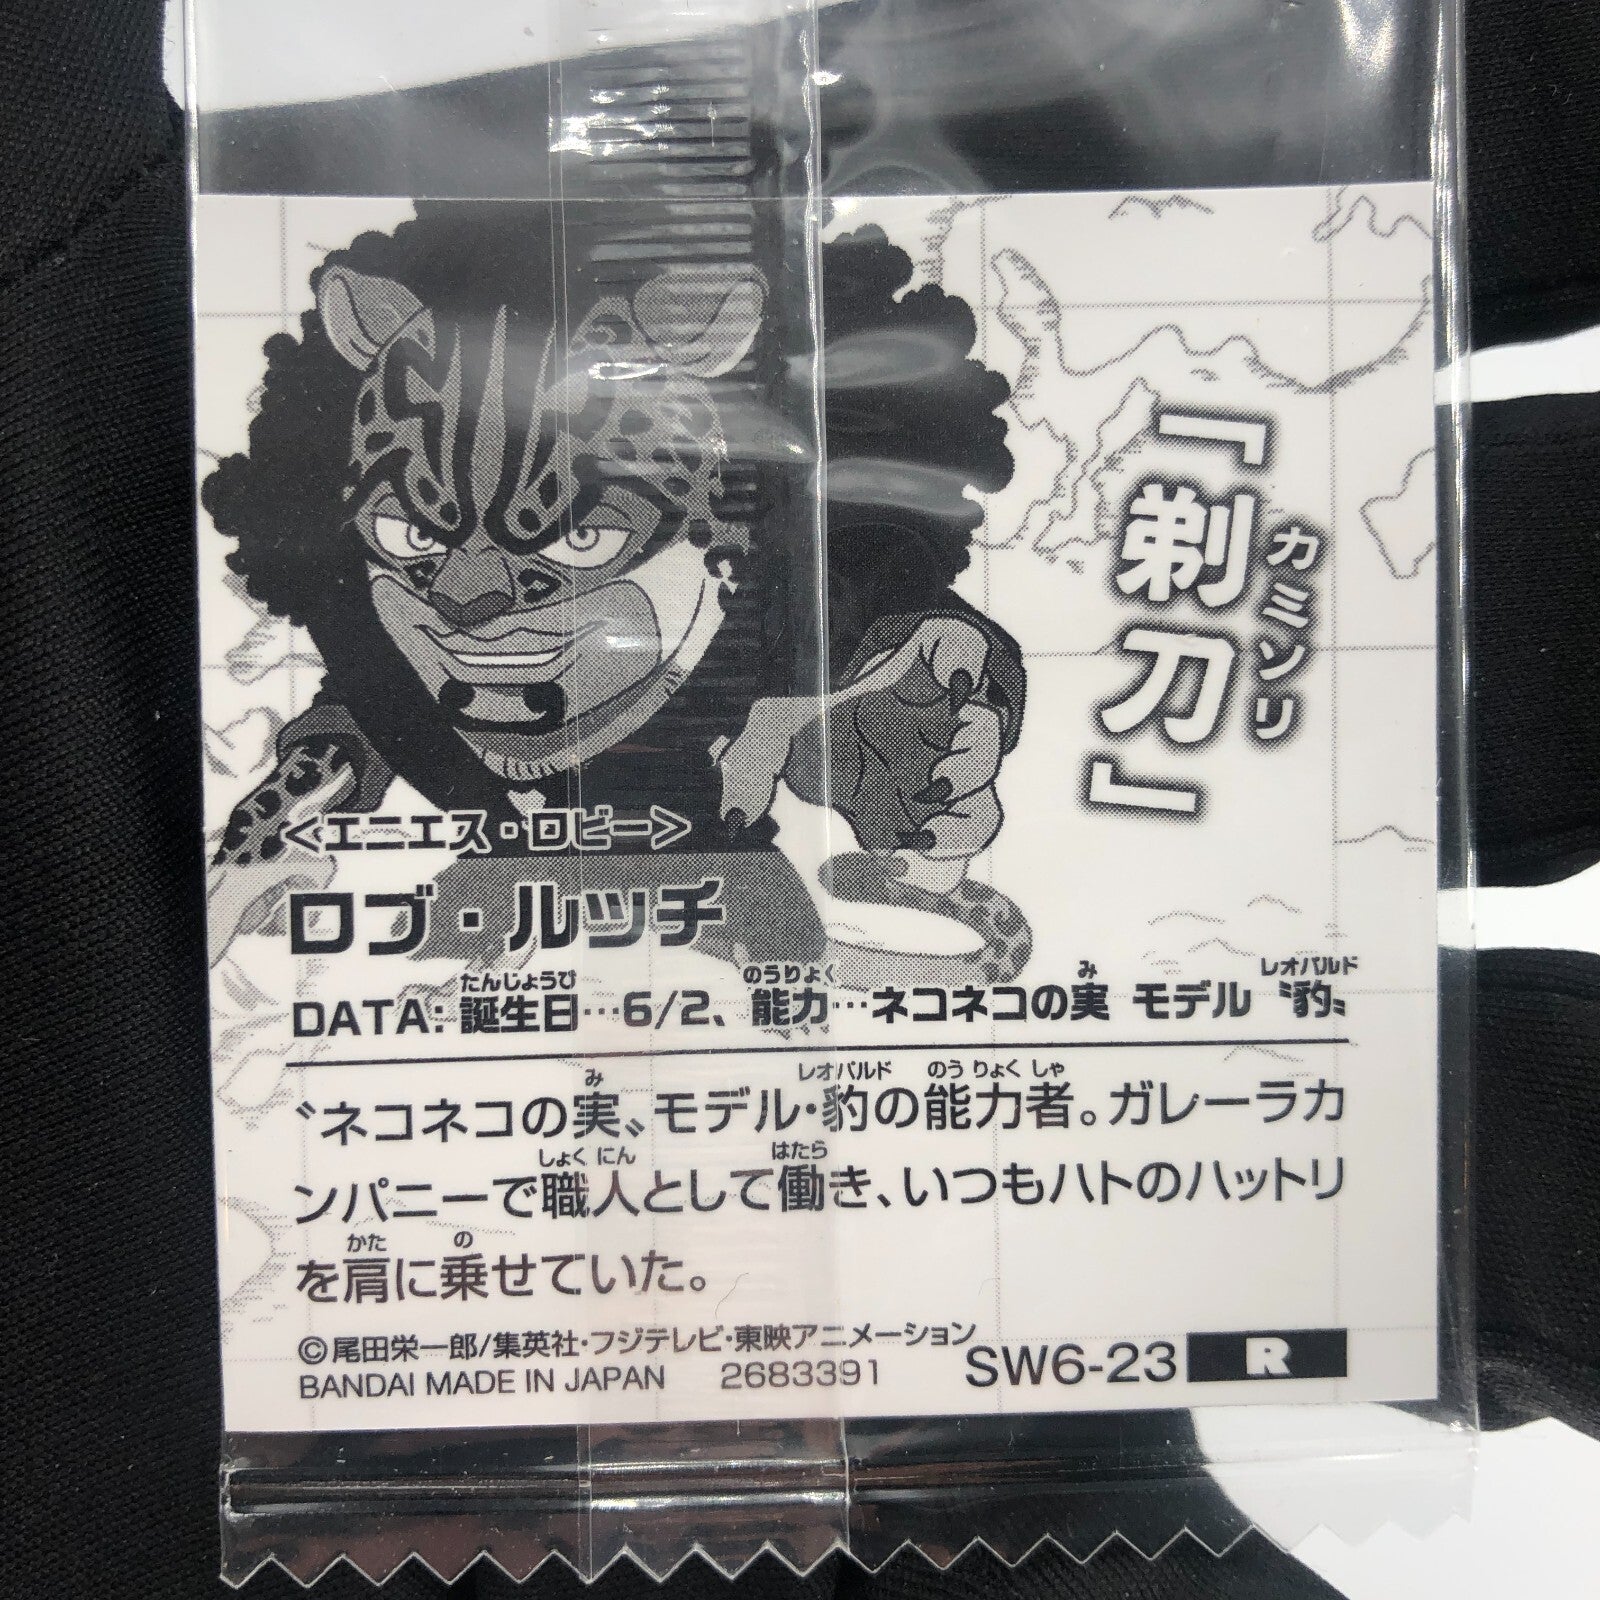 「剃刀」
カミソリ
<エニエス・ロビー>
ロブ・ルッチ
たんじょうび のうりょく み レオパルド
DATA:誕生日…6/2、能力…ネコネコの実 モデル〝豹〟
み レオパルド のうりょくしゃ
〝ネコネコの実〟モデル・豹の能力者。ガレーラカ
しょくにん はたら
ンパニーで職人として働き、いつもハトのハットリ
かた の
を肩に乗せていた。
©尾田栄一郎/集英社・フジテレビ・東映アニメーション
BANDAI MADE IN JAPAN 2683391 SW6-23 R